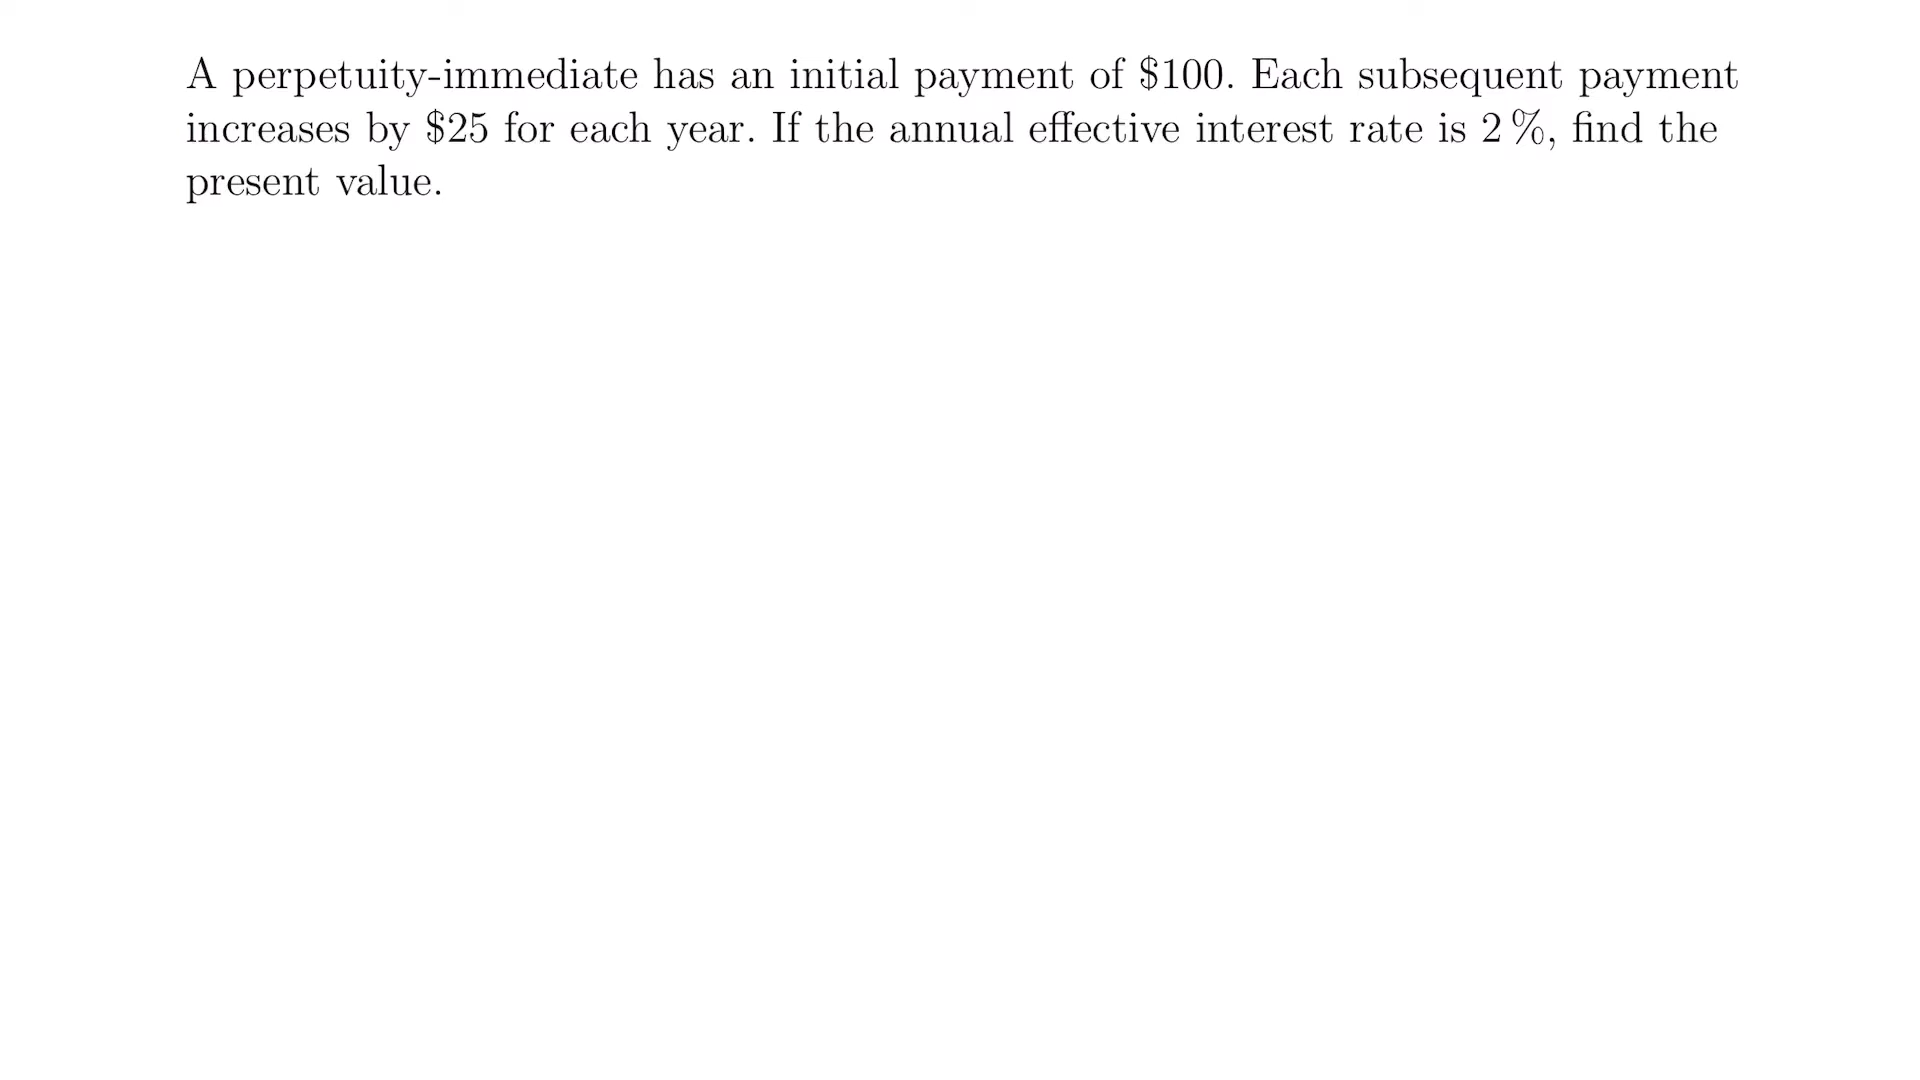 A perpetuity-immediate has an initial payment of $100. Each subsequent payment
increases by $25 for each year. If the annual effective interest rate is 2 %, find the
present value.